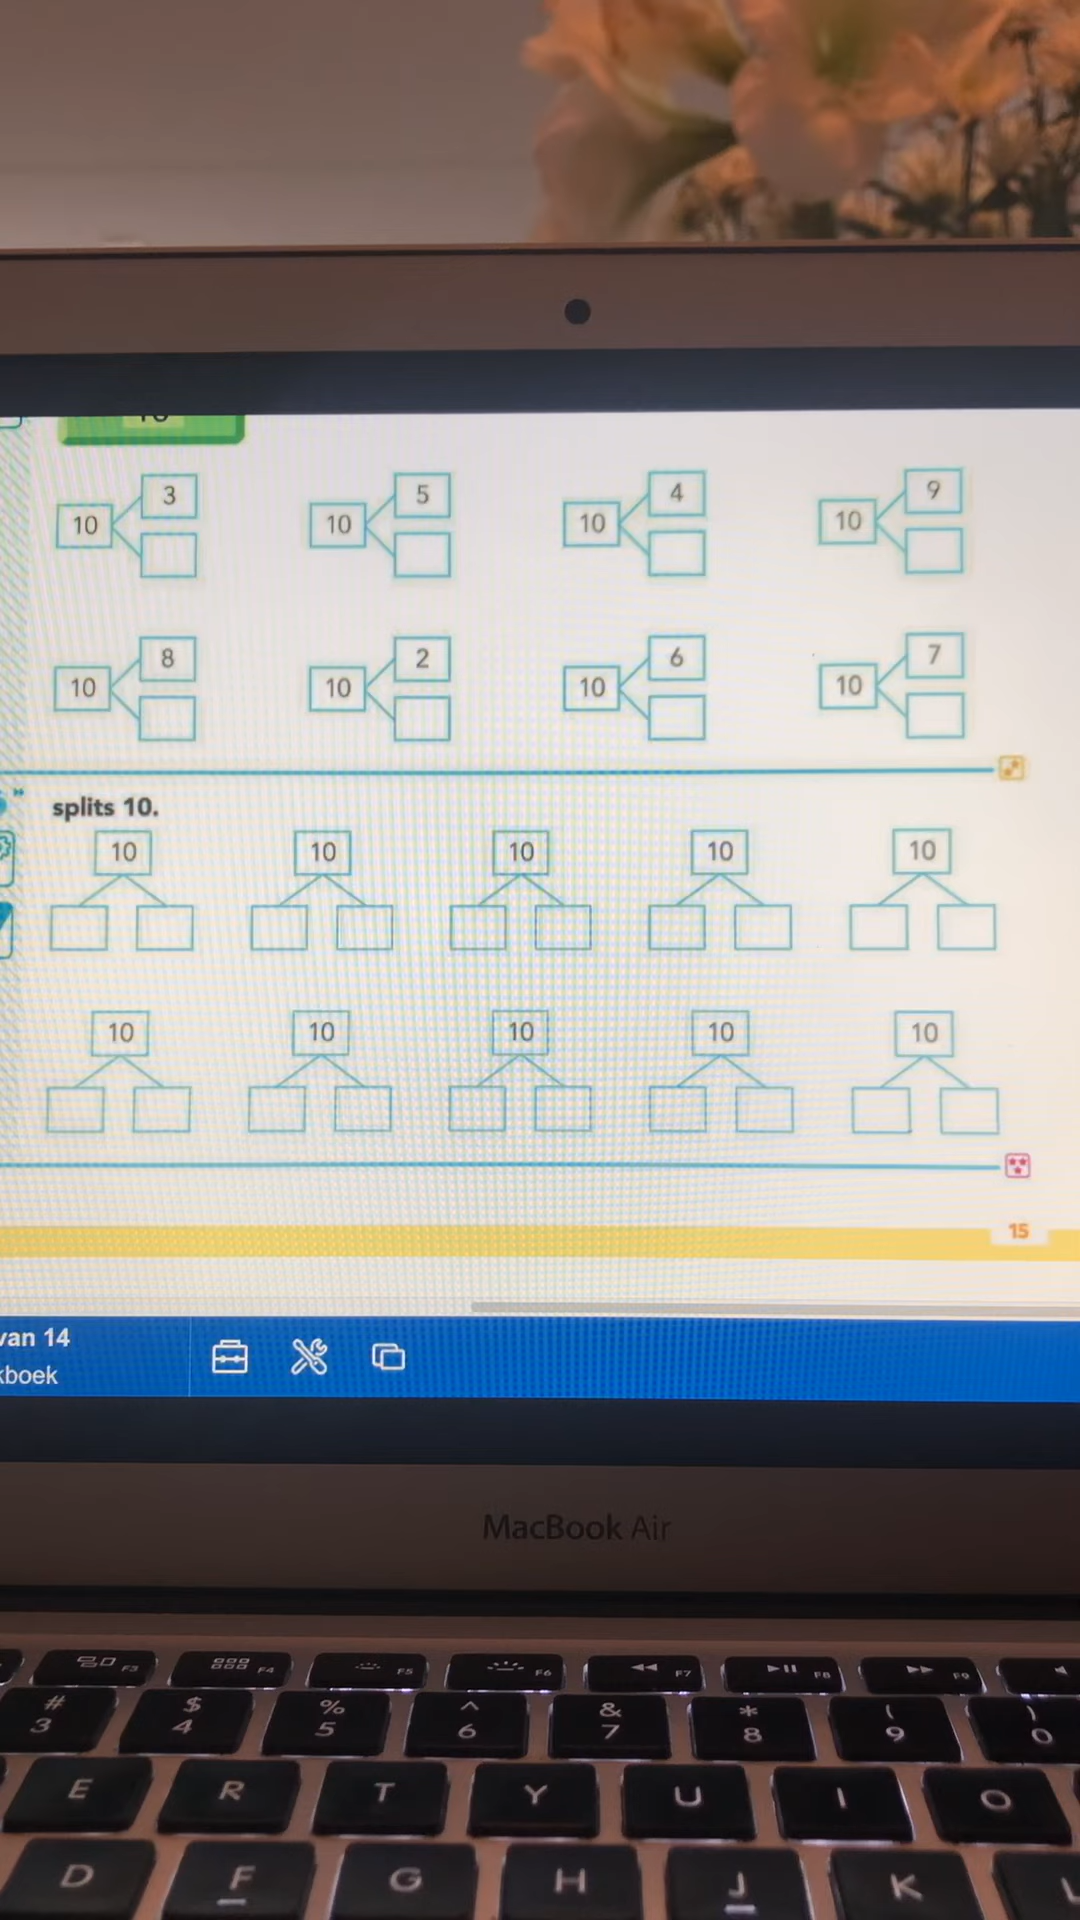 10 3 10 5 10 4 10 9
10 8 10 2 10 6 10 7
splits 10.
10 10 10 10 10
10 10 10 10 10
15
van 14
kboek
MacBook Air
F3 F4 F5 F6 F7 F8 F9
# $ % ^ & * ( )
3 4 5 6 7 8 9 0
E R T Y U I O
D F G H J K L